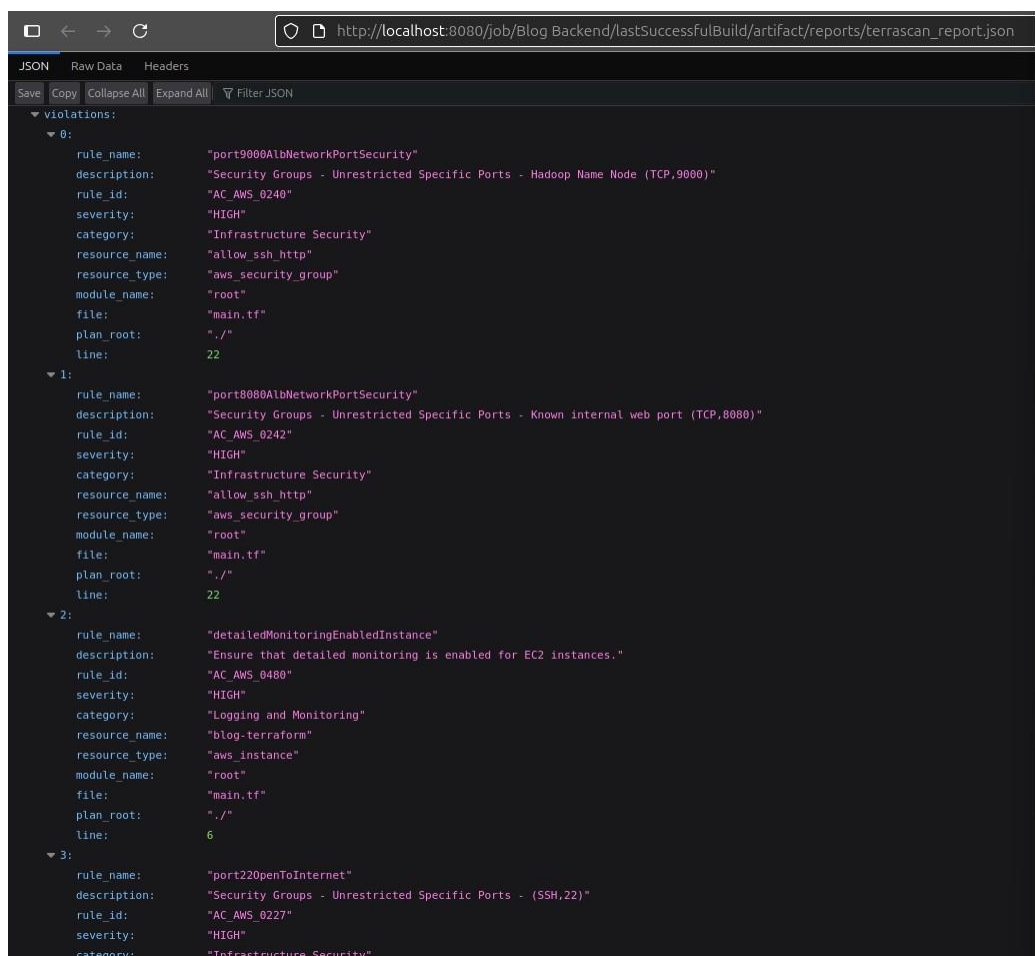 http://localhost:8080/job/Blog Backend/lastSuccessfulBuild/artifact/reports/terrascan_report.json
JSON Raw Data Headers
Save Copy Collapse All Expand All Filter JSON
violations:
0:
rule_name: "port9000AlbNetworkPortSecurity"
description: "Security Groups - Unrestricted Specific Ports - Hadoop Name Node (TCP,9000)"
rule_id: "AC_AWS_0240"
severity: "HIGH"
category: "Infrastructure Security"
resource_name: "allow_ssh_http"
resource_type: "aws_security_group"
module_name: "root"
file: "main.tf"
plan_root: "./"
line: 22
1:
rule_name: "port8080AlbNetworkPortSecurity"
description: "Security Groups - Unrestricted Specific Ports - Known internal web port (TCP,8080)"
rule_id: "AC_AWS_0242"
severity: "HIGH"
category: "Infrastructure Security"
resource_name: "allow_ssh_http"
resource_type: "aws_security_group"
module_name: "root"
file: "main.tf"
plan_root: "./"
line: 22
2:
rule_name: "detailedMonitoringEnabledInstance"
description: "Ensure that detailed monitoring is enabled for EC2 instances."
rule_id: "AC_AWS_0480"
severity: "HIGH"
category: "Logging and Monitoring"
resource_name: "blog-terraform"
resource_type: "aws_instance"
module_name: "root"
file: "main.tf"
plan_root: "./"
line: 6
3:
rule_name: "port22OpenToInternet"
description: "Security Groups - Unrestricted Specific Ports - (SSH,22)"
rule_id: "AC_AWS_0227"
severity: "HIGH"
category: "Infrastructure Security"